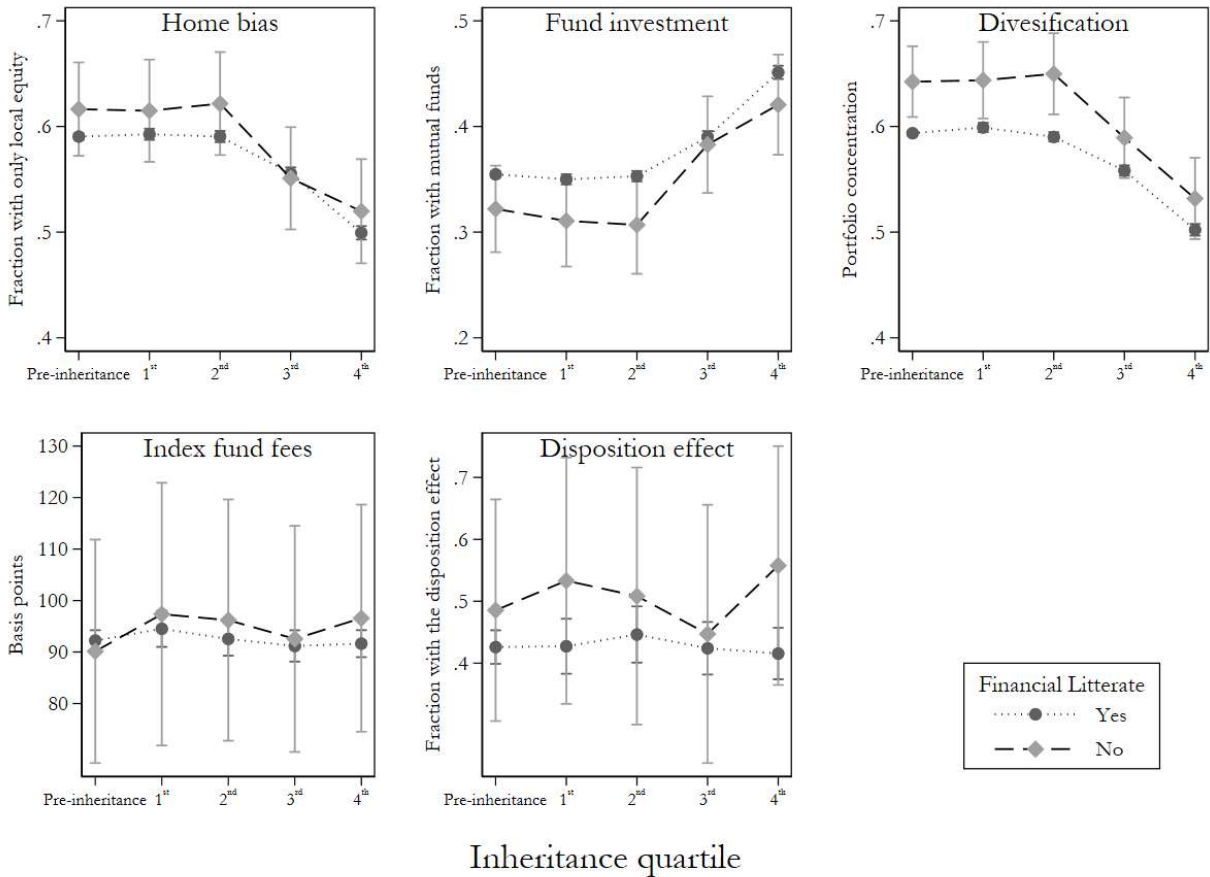 Home bias
Fraction with only local equity
.7
.6
.5
.4
Pre-inheritance 1st 2nd 3rd 4th
Fund investment
Fraction with mutual funds
.5
.4
.3
.2
Pre-inheritance 1st 2nd 3rd 4th
Divesification
Portfolio concentration
.7
.6
.5
.4
Pre-inheritance 1st 2nd 3rd 4th
Index fund fees
Basis points
130
120
110
100
90
80
Pre-inheritance 1st 2nd 3rd 4th
Disposition effect
Fraction with the disposition effect
.7
.6
.5
.4
Pre-inheritance 1st 2nd 3rd 4th
Financial Litterate
Yes
No
Inheritance quartile